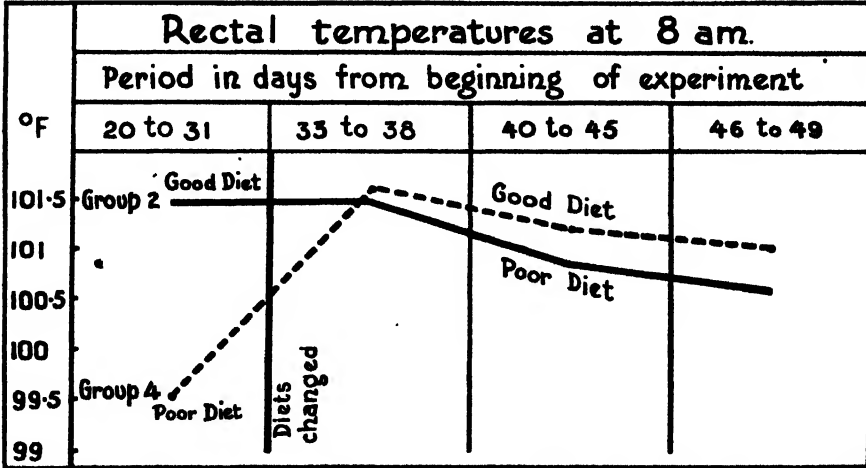 Rectal temperatures at 8 am.
Period in days from beginning of experiment
°F
20 to 31
33 to 38
40 to 45
46 to 49
Good Diet
101·5
Group 2
Good Diet
101
Poor Diet
100·5
100
Diets changed
Group 4
99·5
Poor Diet
99